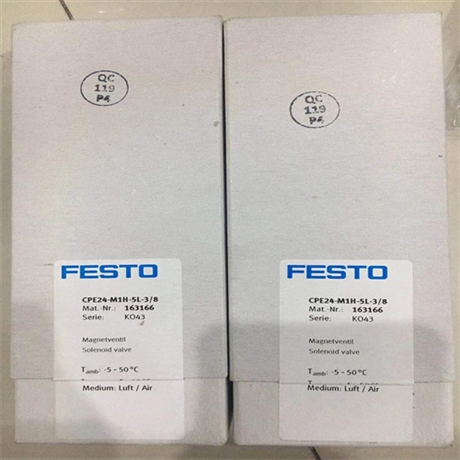 QC
119
P4
FESTO
CPE24-M1H-5L-3/8
Mat.-Nr.: 163166
Serie: KO43
Magnetventil
Solenoid valve
Tamb: -5 - 50°C
Medium: Luft / Air
QC
119
P4
FESTO
CPE24-M1H-5L-3/8
Mat.-Nr.: 163166
Serie: KO43
Magnetventil
Solenoid valve
Tamb: -5 - 50°C
Medium: Luft / Air